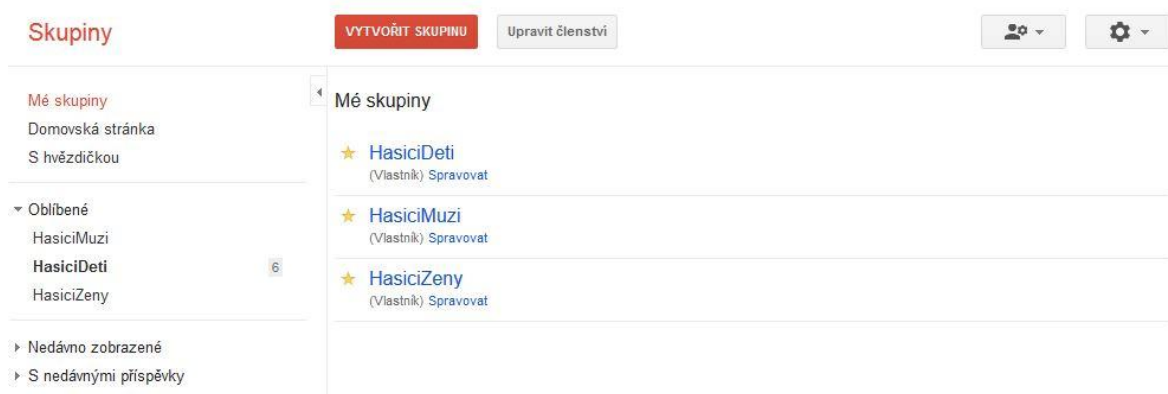 Skupiny
VYTVOŘIT SKUPINU
Upravit členství
Mé skupiny
Domovská stránka
S hvězdičkou
Oblíbené
HasiciMuzi
HasiciDeti 6
HasiciZeny
Nedávno zobrazené
S nedávnými příspěvky
Mé skupiny
HasiciDeti
(Vlastník) Spravovat
HasiciMuzi
(Vlastník) Spravovat
HasiciZeny
(Vlastník) Spravovat